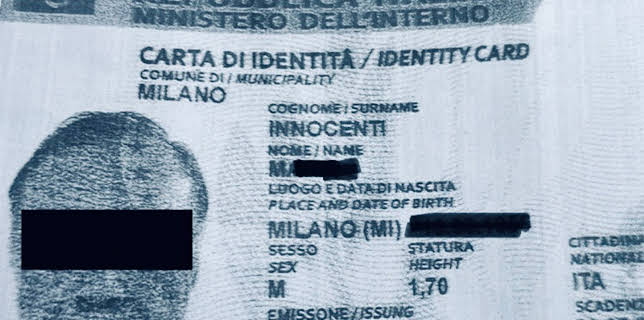 MINISTERO DELL'INTERNO
CARTA DI IDENTITÀ / IDENTITY CARD
COMUNE DI / MUNICIPALITY
MILANO
COGNOME / SURNAME
INNOCENTI
NOME / NAME
LUOGO E DATA DI NASCITA
PLACE AND DATE OF BIRTH
MILANO (MI)
SESSO
SEX
M
STATURA
HEIGHT
1,70
EMISSIONE / ISSUING
ITA